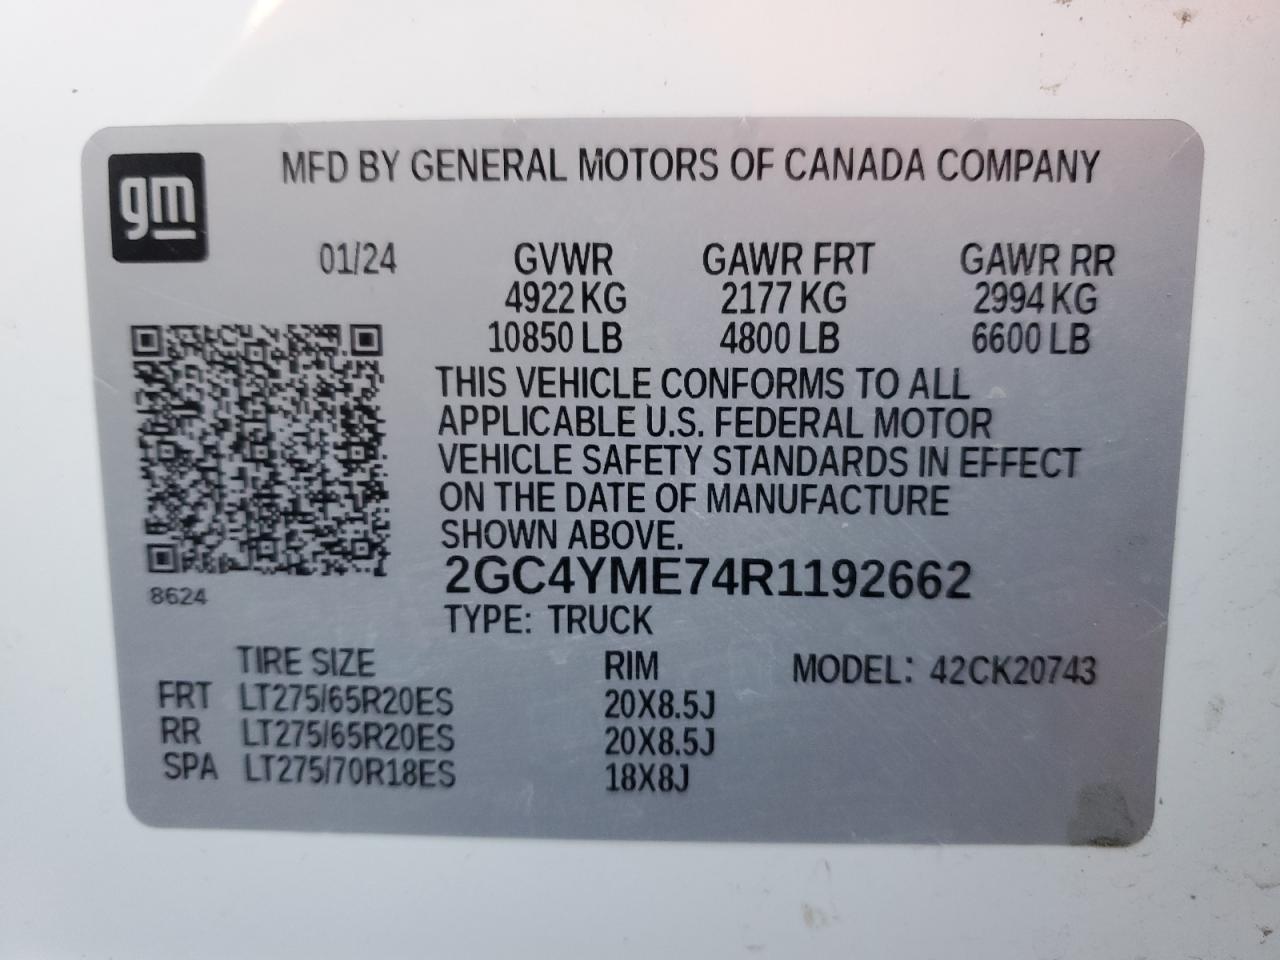 gm
MFD BY GENERAL MOTORS OF CANADA COMPANY
01/24 GVWR GAWR FRT GAWR RR
4922 KG 2177 KG 2994 KG
10850 LB 4800 LB 6600 LB
THIS VEHICLE CONFORMS TO ALL
APPLICABLE U.S. FEDERAL MOTOR
VEHICLE SAFETY STANDARDS IN EFFECT
ON THE DATE OF MANUFACTURE
SHOWN ABOVE.
2GC4YME74R1192662
8624
TYPE: TRUCK
TIRE SIZE RIM MODEL: 42CK20743
FRT LT275/65R20ES 20X8.5J
RR LT275/65R20ES 20X8.5J
SPA LT275/70R18ES 18X8J